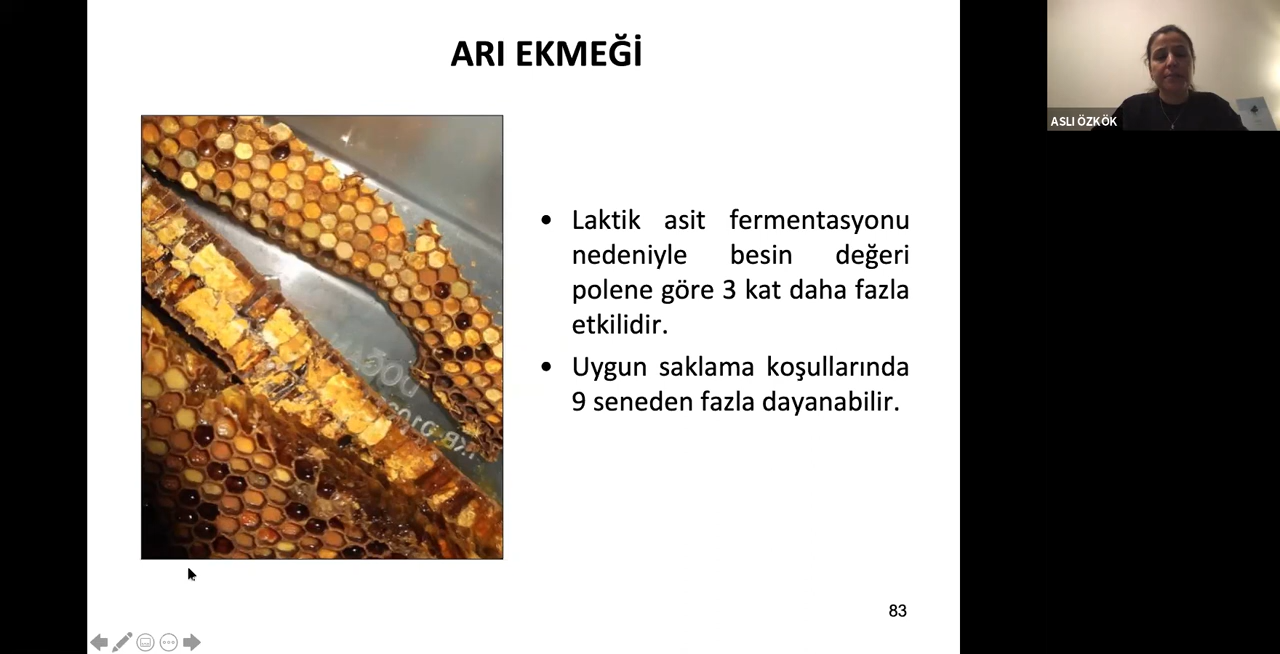 ARI EKMEĞİ
ASLI ÖZKÖK
• Laktik asit fermentasyonu
nedeniyle besin değeri
polene göre 3 kat daha fazla
etkilidir.
• Uygun saklama koşullarında
9 seneden fazla dayanabilir.
83